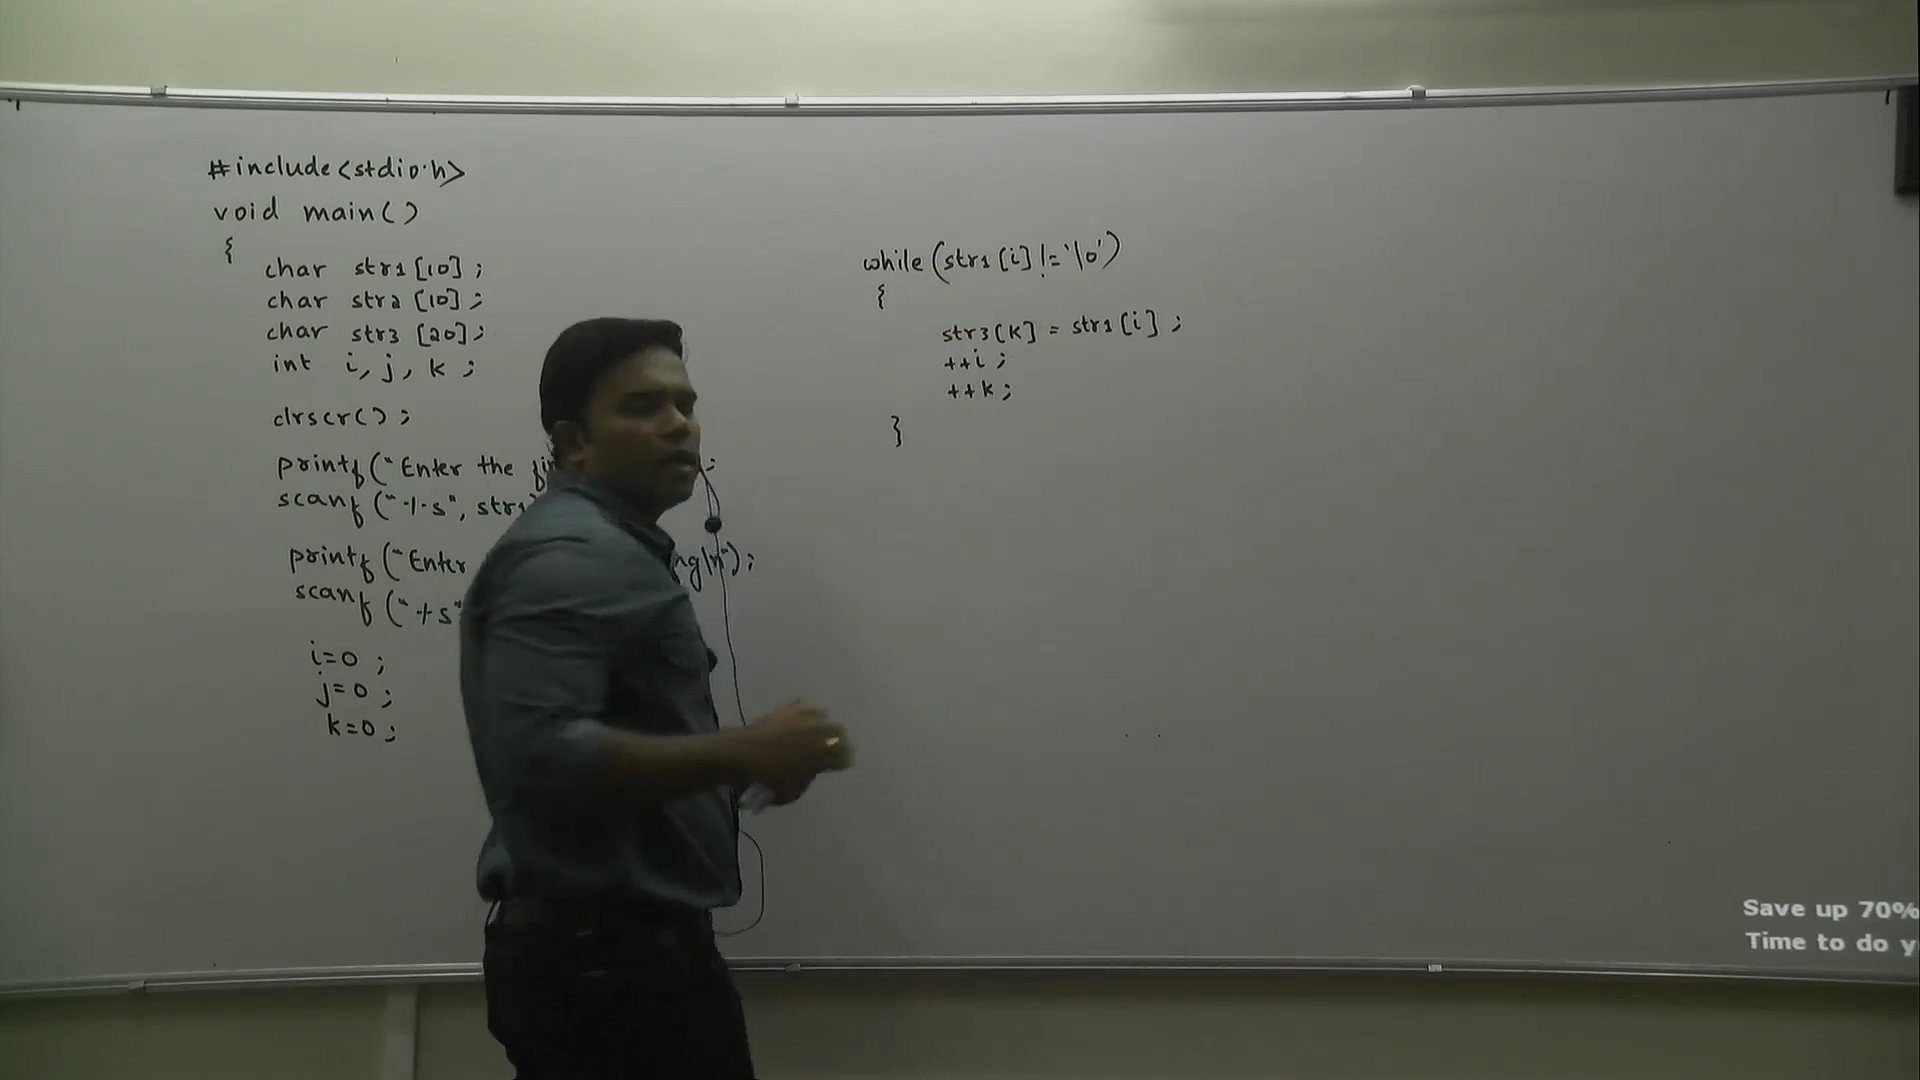 #include<stdio.h>
void main()
{
char str1[10];
char str2[10];
char str3[20];
int i, j, k;
clrscr();
printf("Enter the
scanf("%s", str1
printf("Enter \n");
scanf("%s"
i=0;
j=0;
k=0;
while(str1[i]!='\0')
{
str3[k] = str1[i];
++i;
++k;
}
Save up 70%
Time to do